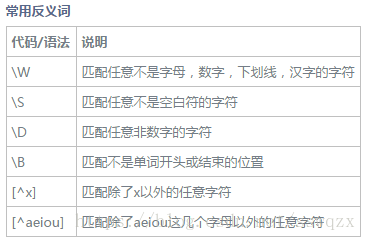 常用反义词
代码/语法 说明
\W 匹配任意不是字母，数字，下划线，汉字的字符
\S 匹配任意不是空白符的字符
\D 匹配任意非数字的字符
\B 匹配不是单词开头或结束的位置
[^x] 匹配除了x以外的任意字符
[^aeiou] 匹配除了aeiou这几个字母以外的任意字符